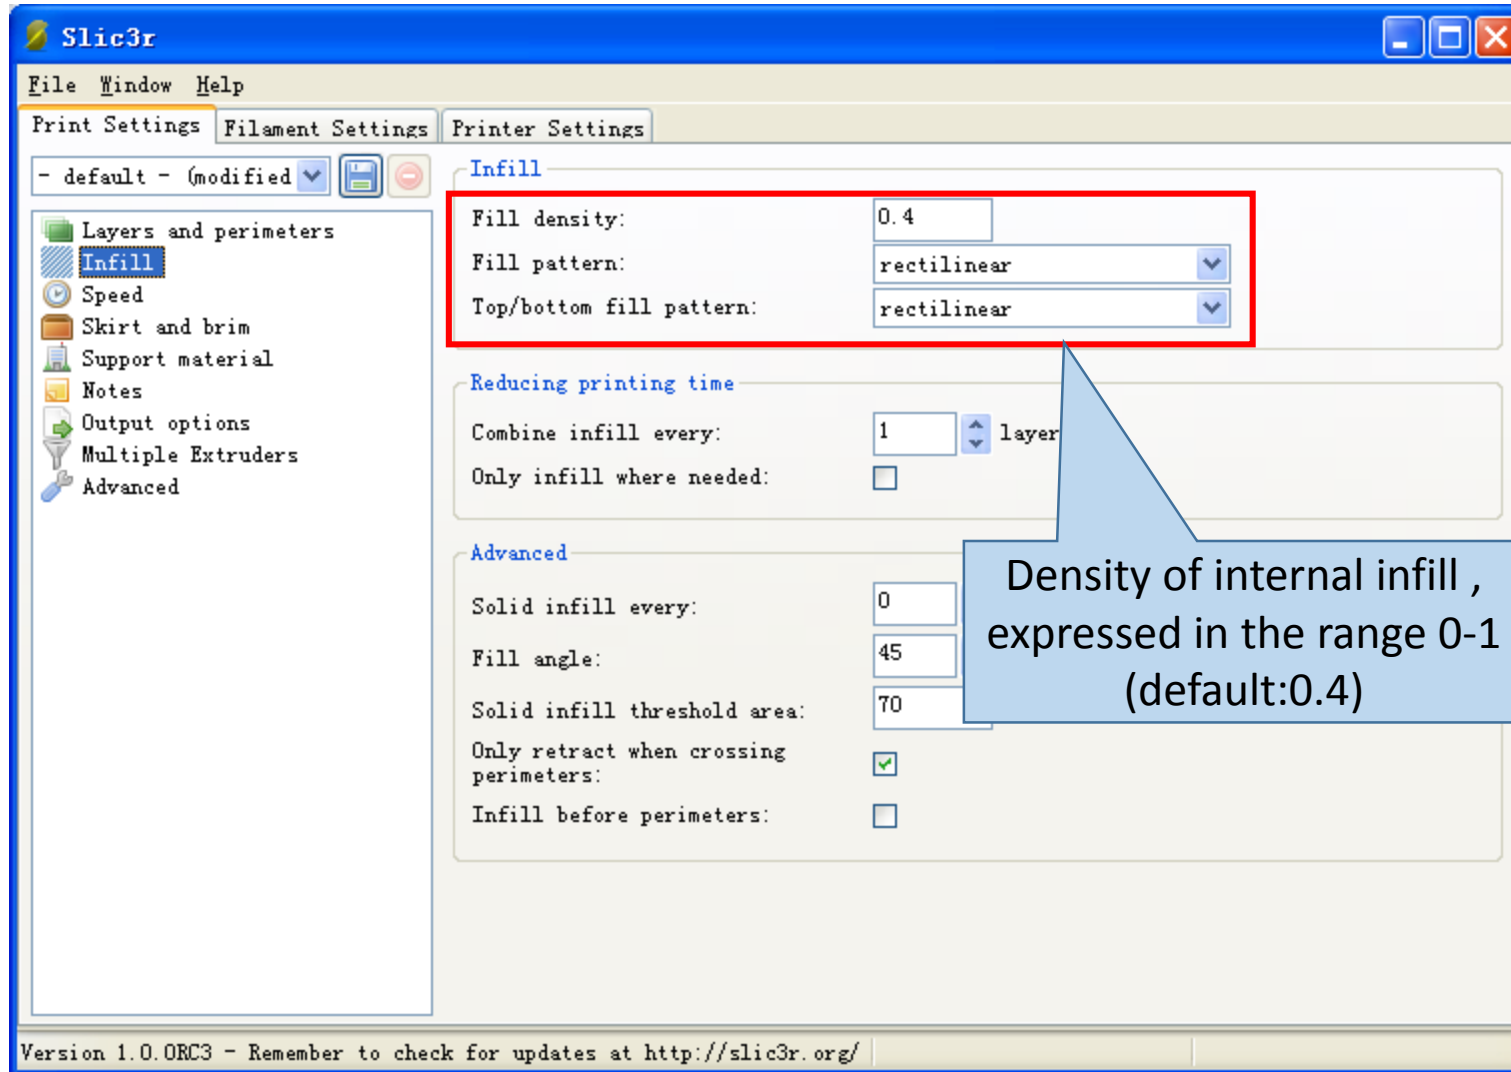 Slic3r
File Window Help
Print Settings Filament Settings Printer Settings
- default - (modified
Layers and perimeters
Infill
Speed
Skirt and brim
Support material
Notes
Output options
Multiple Extruders
Advanced
Infill
Fill density: 0.4
Fill pattern: rectilinear
Top/bottom fill pattern: rectilinear
Reducing printing time
Combine infill every: 1 layer
Only infill where needed:
Advanced
Solid infill every: 0
Fill angle: 45
Solid infill threshold area: 70
Only retract when crossing
perimeters:
Infill before perimeters:
Density of internal infill ,
expressed in the range 0-1
(default:0.4)
Version 1.0.0RC3 - Remember to check for updates at http://slic3r.org/